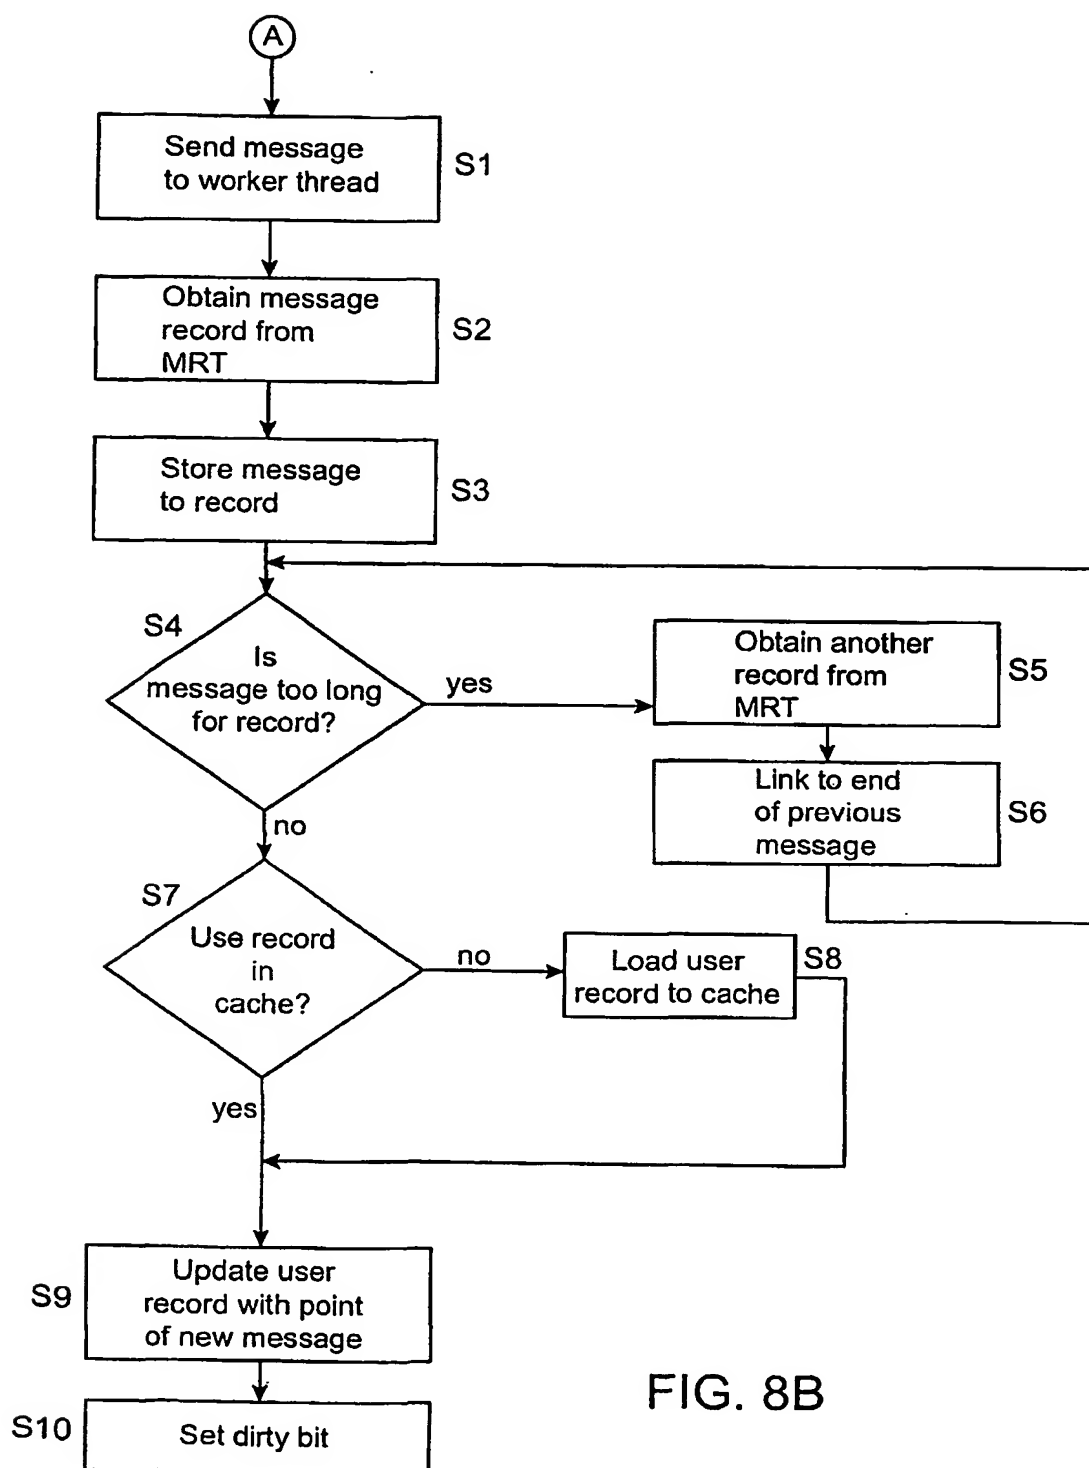 A
Send message
to worker thread
S1
Obtain message
record from
MRT
S2
Store message
to record
S3
S4
Is
message too long
for record?
yes
Obtain another
record from
MRT
S5
Link to end
of previous
message
S6
no
S7
Use record
in
cache?
no
Load user
record to cache
S8
yes
S9
Update user
record with point
of new message
S10
Set dirty bit
FIG. 8B